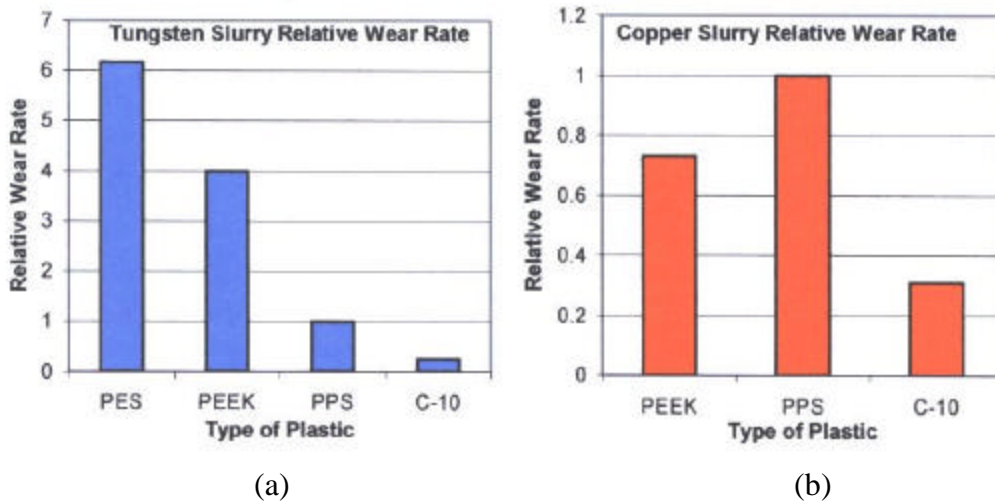 Tungsten Slurry Relative Wear Rate
Relative Wear Rate
7
6
5
4
3
2
1
0
PES PEEK PPS C-10
Type of Plastic
(a)
Copper Slurry Relative Wear Rate
Relative Wear Rate
1.2
1
0.8
0.6
0.4
0.2
0
PEEK PPS C-10
Type of Plastic
(b)